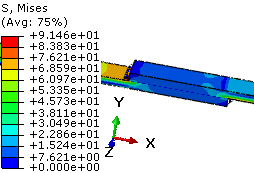 S, Mises
(Avg: 75%)
+9.146e+01
+8.383e+01
+7.621e+01
+6.859e+01
+6.097e+01
+5.335e+01
+4.573e+01
+3.811e+01
+3.049e+01
+2.286e+01
+1.524e+01
+7.621e+00
+0.000e+00
Y
X
Z